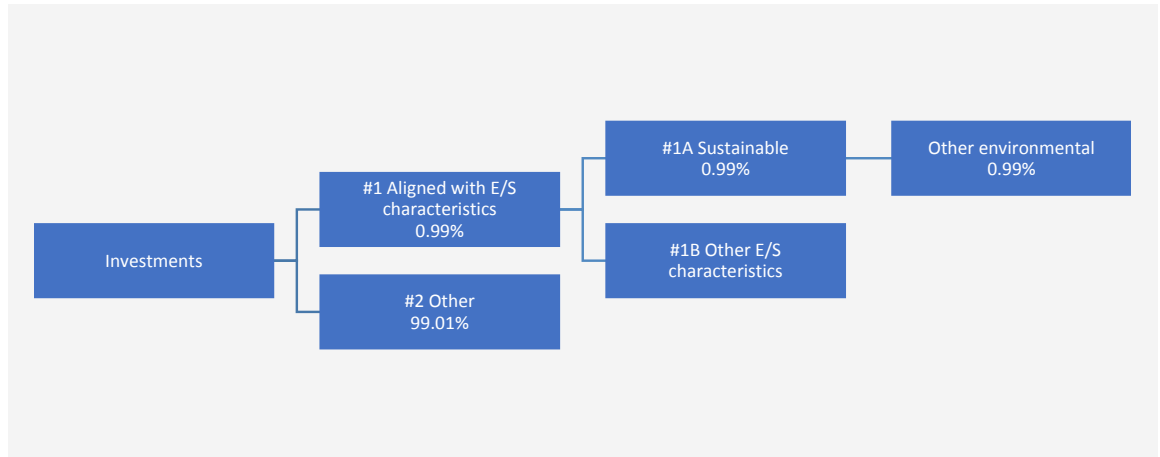 Investments
#1 Aligned with E/S
characteristics
0.99%
#2 Other
99.01%
#1A Sustainable
0.99%
#1B Other E/S
characteristics
Other environmental
0.99%